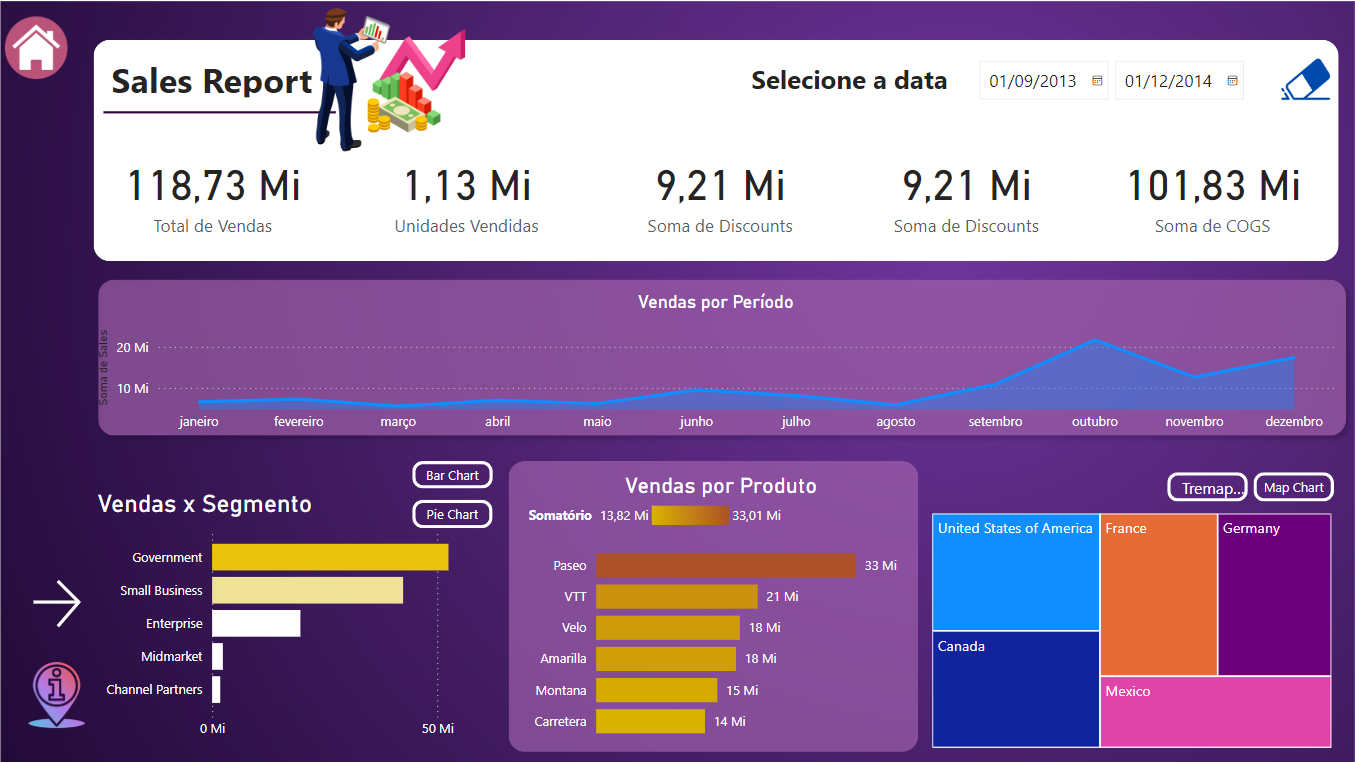 Sales Report
Selecione a data
01/09/2013
01/12/2014
118,73 Mi
Total de Vendas
1,13 Mi
Unidades Vendidas
9,21 Mi
Soma de Discounts
9,21 Mi
Soma de Discounts
101,83 Mi
Soma de COGS
Vendas por Período
Soma de Sales
20 Mi
10 Mi
janeiro fevereiro março abril maio junho julho agosto setembro outubro novembro dezembro
Vendas x Segmento
Bar Chart
Pie Chart
Government
Small Business
Enterprise
Midmarket
Channel Partners
0 Mi 50 Mi
Vendas por Produto
Somatório 13,82 Mi 33,01 Mi
Paseo 33 Mi
VTT 21 Mi
Velo 18 Mi
Amarilla 18 Mi
Montana 15 Mi
Carretera 14 Mi
Tremap...
Map Chart
United States of America
France
Germany
Canada
Mexico